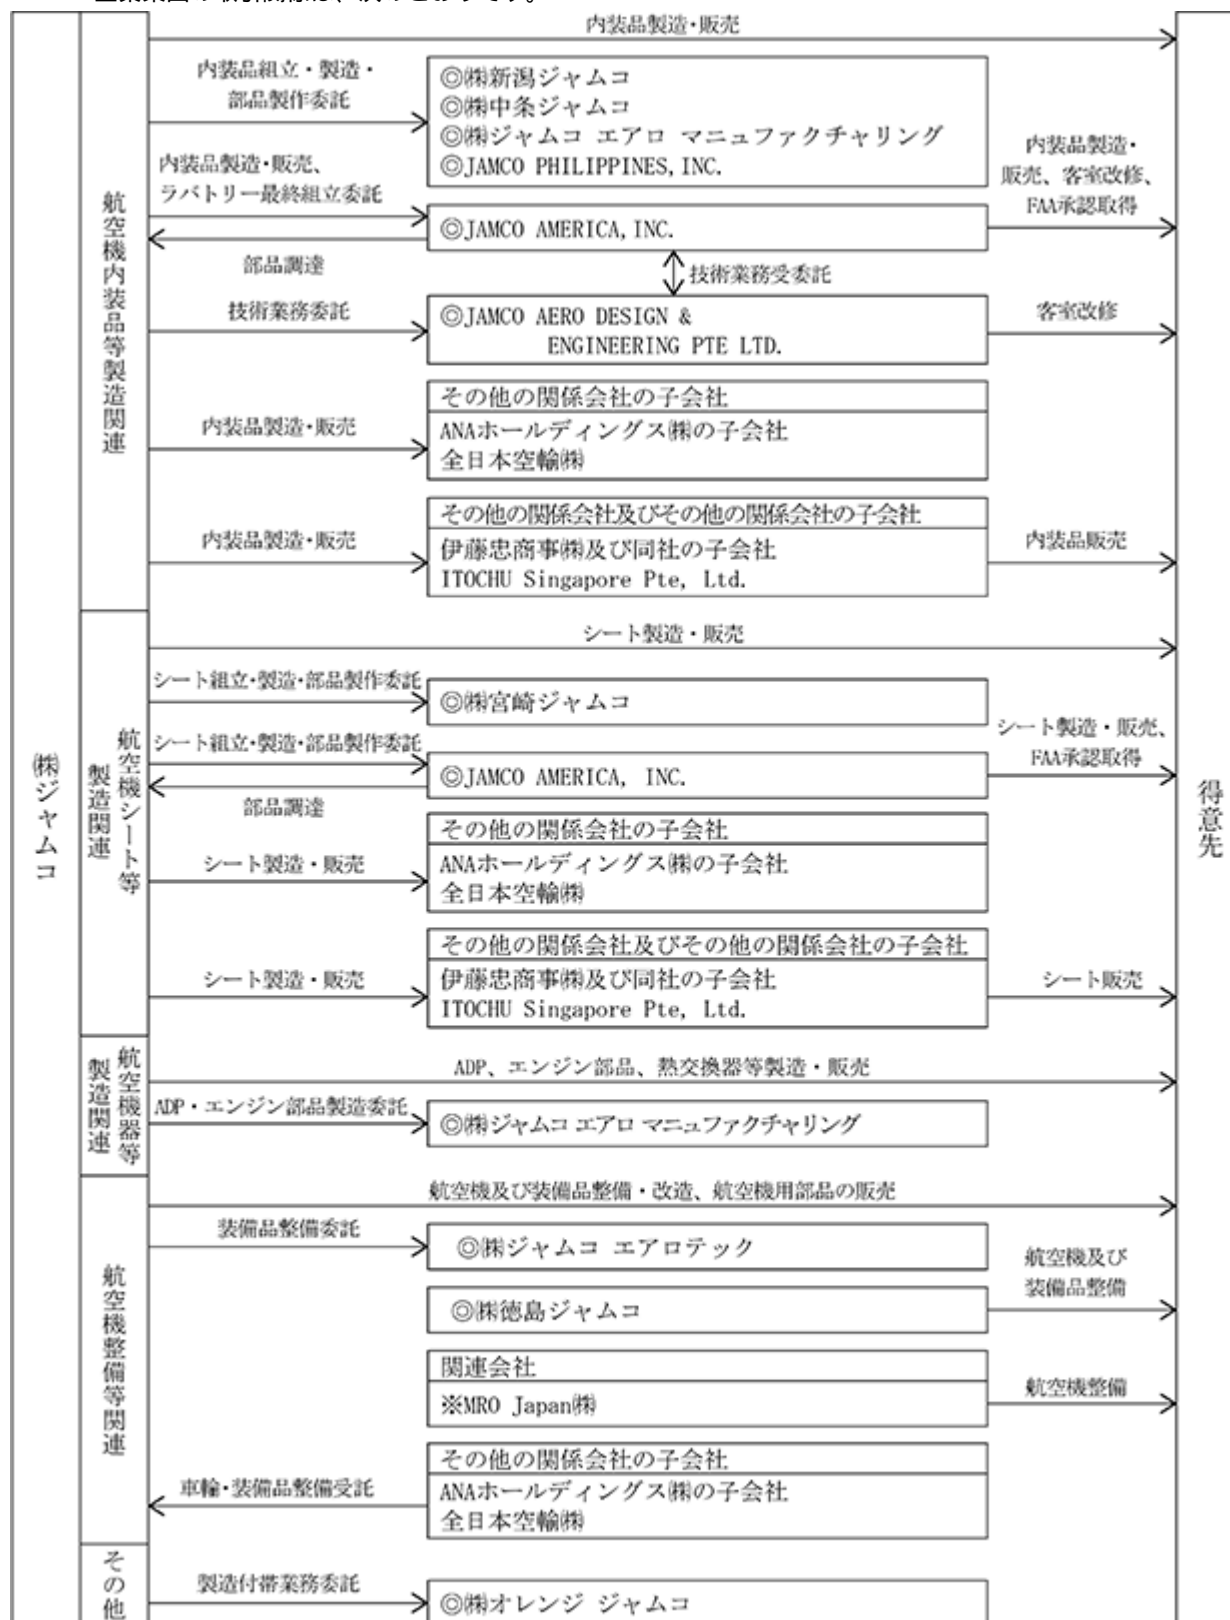 ㈱ジャムコ
航空機内装品等製造関連
内装品製造・販売
内装品組立・製造・
部品製作委託
◎㈱新潟ジャムコ
◎㈱中条ジャムコ
◎㈱ジャムコ エアロ マニュファクチャリング
◎JAMCO PHILIPPINES,INC.
内装品製造・販売、
ラバトリー最終組立委託
◎JAMCO AMERICA,INC.
部品調達
内装品製造・
販売、客室改修、
FAA承認取得
技術業務受委託
技術業務委託
◎JAMCO AERO DESIGN &
ENGINEERING PTE LTD.
客室改修
その他の関係会社の子会社
内装品製造・販売
ANAホールディングス㈱の子会社
全日本空輸㈱
その他の関係会社及びその他の関係会社の子会社
内装品製造・販売
伊藤忠商事㈱及び同社の子会社
ITOCHU Singapore Pte, Ltd.
内装品販売
航空機シート等
製造関連
シート製造・販売
シート組立・製造・部品製作委託
◎㈱宮崎ジャムコ
シート組立・製造・部品製作委託
◎JAMCO AMERICA, INC.
部品調達
シート製造・販売、
FAA承認取得
その他の関係会社の子会社
シート製造・販売
ANAホールディングス㈱の子会社
全日本空輸㈱
その他の関係会社及びその他の関係会社の子会社
シート製造・販売
伊藤忠商事㈱及び同社の子会社
ITOCHU Singapore Pte, Ltd.
シート販売
航空機器等
製造関連
ADP、エンジン部品、熱交換器等製造・販売
ADP・エンジン部品製造委託
◎㈱ジャムコ エアロ マニュファクチャリング
航空機整備等関連
航空機及び装備品整備・改造、航空機用部品の販売
装備品整備委託
◎㈱ジャムコ エアロテック
◎㈱徳島ジャムコ
航空機及び
装備品整備
関連会社
※MRO Japan㈱
航空機整備
その他の関係会社の子会社
車輪・装備品整備受託
ANAホールディングス㈱の子会社
全日本空輸㈱
その他
製造付帯業務委託
◎㈱オレンジ ジャムコ
得意先